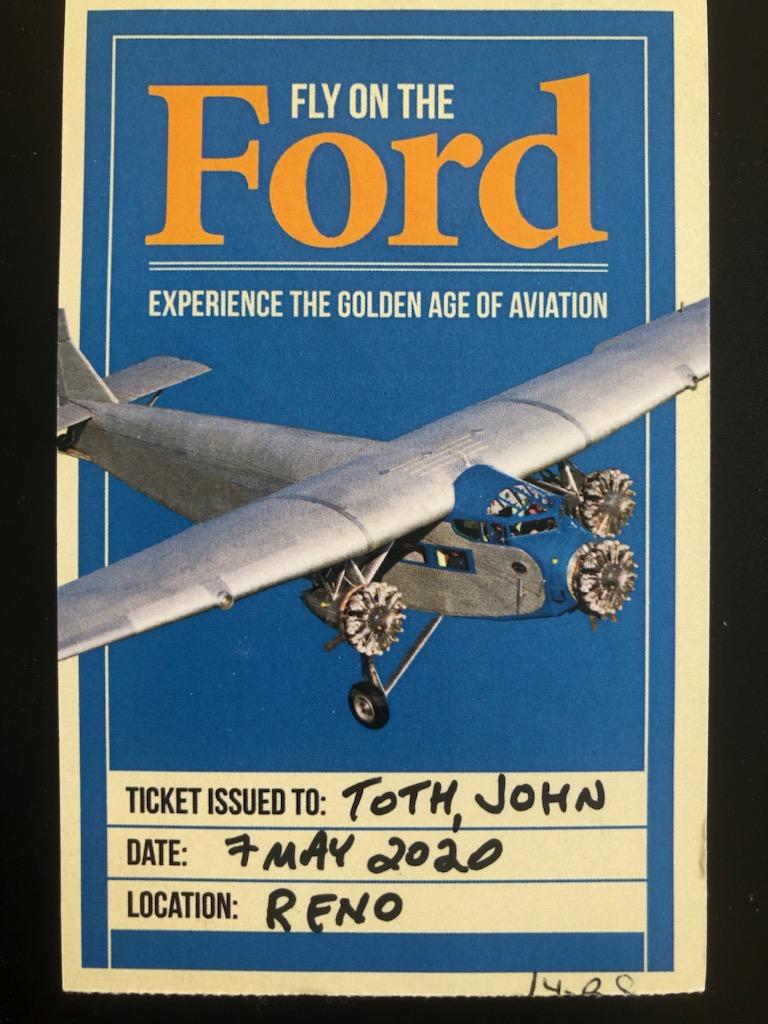 FLY ON THE
Ford
EXPERIENCE THE GOLDEN AGE OF AVIATION
TICKET ISSUED TO: TOTH, JOHN
DATE: 7 MAY 2020
LOCATION: RENO